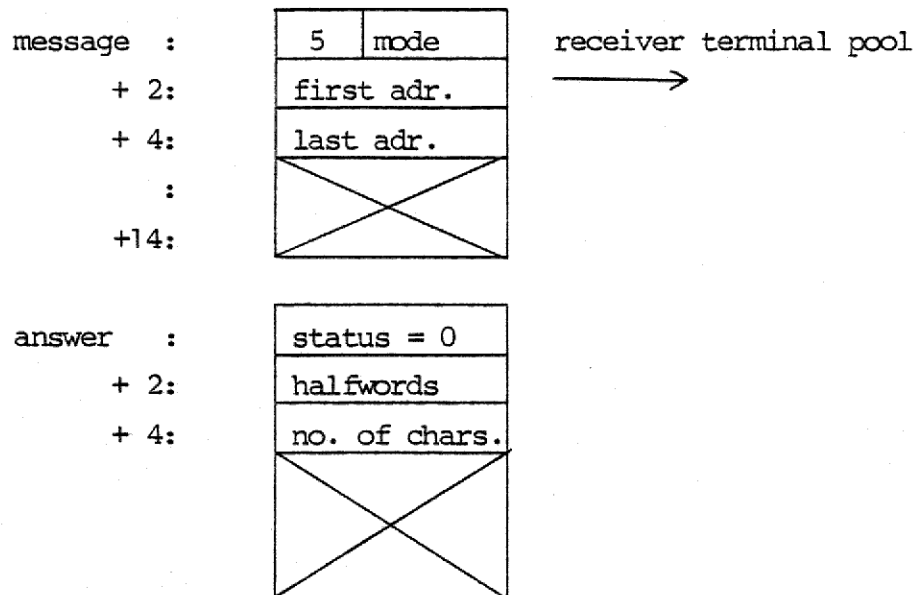 message : 5 mode receiver terminal pool
+ 2: first adr.
+ 4: last adr.
:
+14:
answer : status = 0
+ 2: halfwords
+ 4: no. of chars.